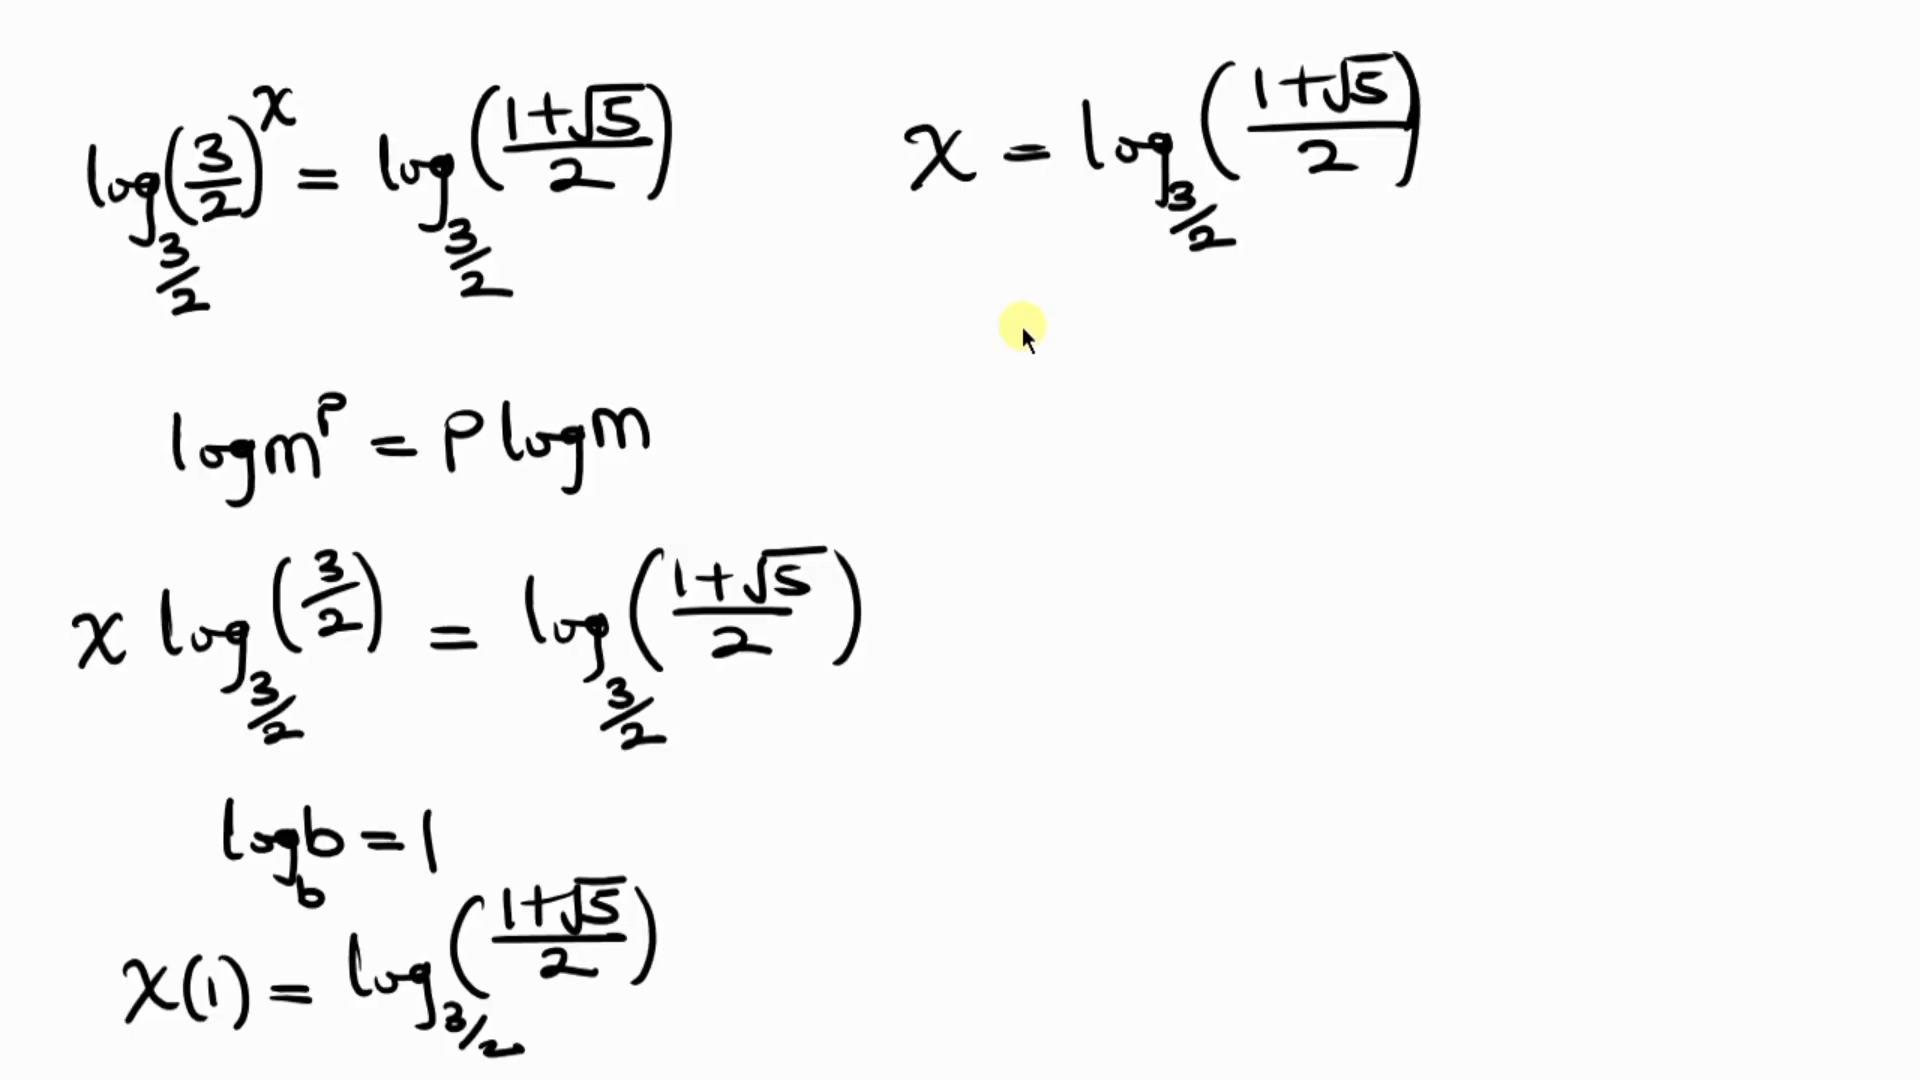 log_{3/2}(3/2)^x = log_{3/2}((1+√5)/2)
log m^p = p log m
x log_{3/2}(3/2) = log_{3/2}((1+√5)/2)
log_b b = 1
x(1) = log_{3/2}((1+√5)/2)
x = log_{3/2}((1+√5)/2)